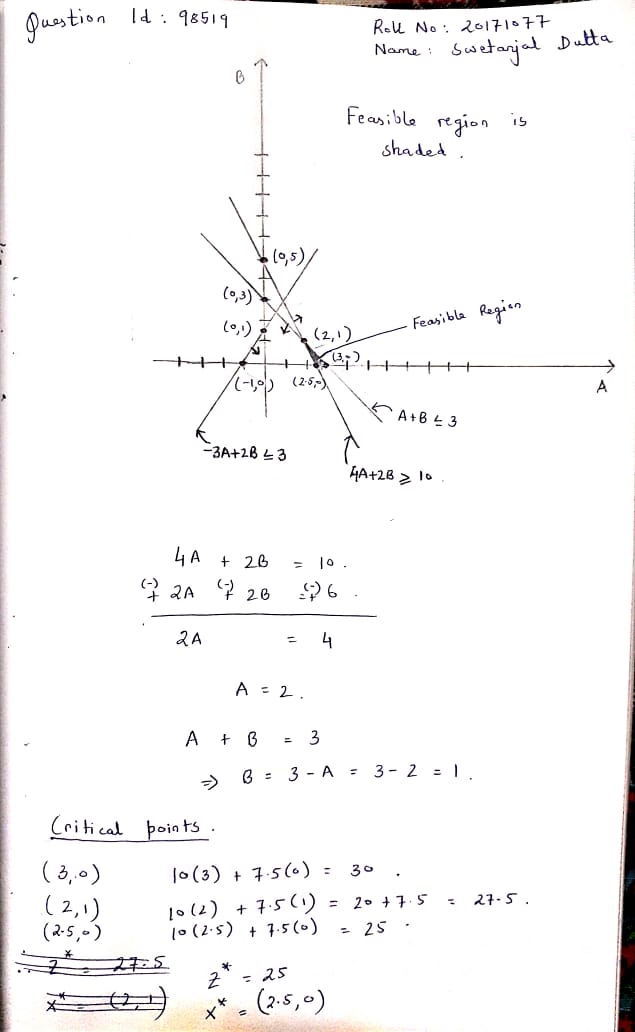 Question Id : 98519
Roll No : 20171077
Name : Swetanjal Dutta
B
Feasible region is
shaded .
(0,5)
(0,3)
(0,1)
(2,1)
Feasible Region
(3,0)
(-1,0)
(2.5,0)
A
A+B ≤ 3
-3A+2B ≤ 3
4A+2B ≥ 10 .
4A + 2B = 10 .
(-) (-) (-)
+ 2A + 2B = + 6 .
2A = 4
A = 2 .
A + B = 3
⇒ B = 3 - A = 3 - 2 = 1 .
Critical points .
(3,0) 10(3) + 7.5(0) = 30 .
(2,1) 10(2) + 7.5(1) = 20 + 7.5 = 27.5 .
(2.5,0) 10(2.5) + 7.5(0) = 25 .
z* = 27.5
x* = (2,1)
z* = 25
x* = (2.5,0)